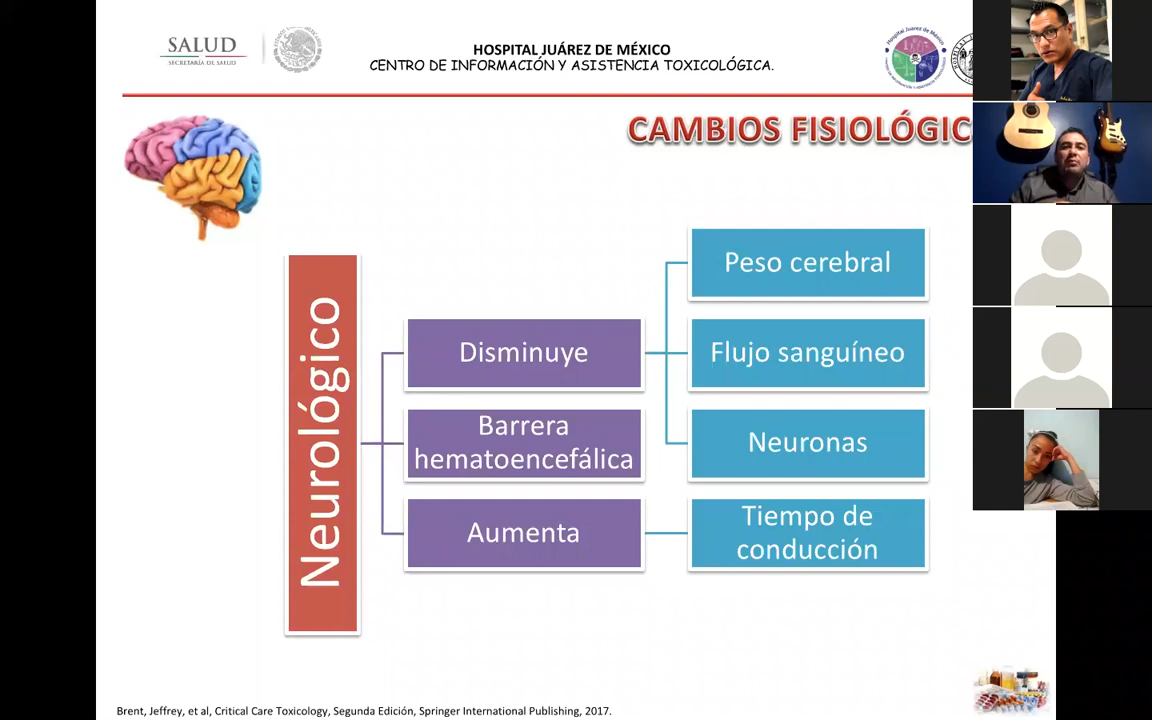 SALUD
SECRETARÍA DE SALUD
HOSPITAL JUÁREZ DE MÉXICO
CENTRO DE INFORMACIÓN Y ASISTENCIA TOXICOLÓGICA.
CAMBIOS FISIOLÓGIC
Neurológico
Disminuye
Peso cerebral
Flujo sanguíneo
Neuronas
Barrera
hematoencefálica
Aumenta
Tiempo de
conducción
Brent, Jeffrey, et al, Critical Care Toxicology, Segunda Edición, Springer International Publishing, 2017.